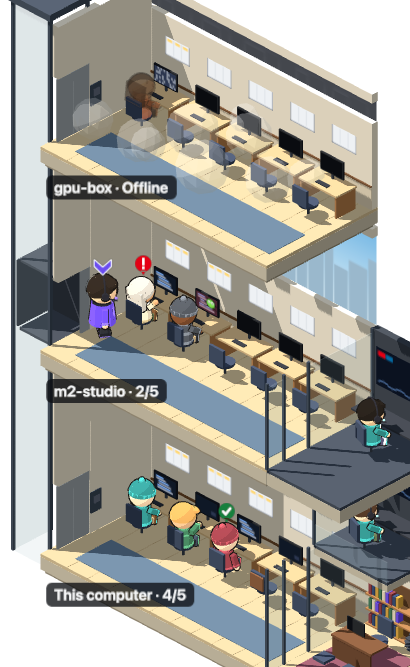 gpu-box · Offline
m2-studio · 2/5
This computer · 4/5